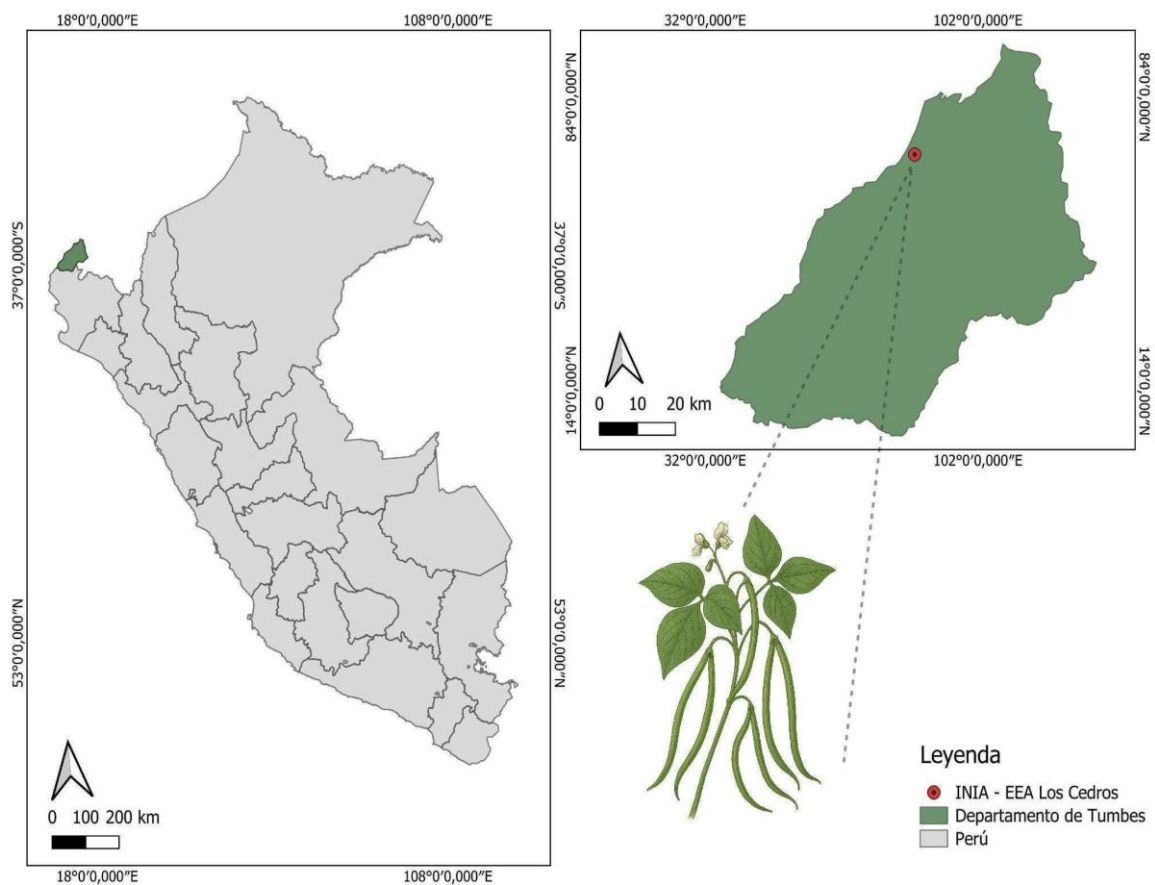 18°0′0,000″E
108°0′0,000″E
37°0′0,000″S
37°0′0,000″S
53°0′0,000″N
53°0′0,000″N
0 100 200 km
18°0′0,000″E
108°0′0,000″E
32°0′0,000″E
102°0′0,000″E
84°0′0,000″N
84°0′0,000″N
14°0′0,000″N
14°0′0,000″N
0 10 20 km
32°0′0,000″E
102°0′0,000″E
Leyenda
INIA - EEA Los Cedros
Departamento de Tumbes
Perú